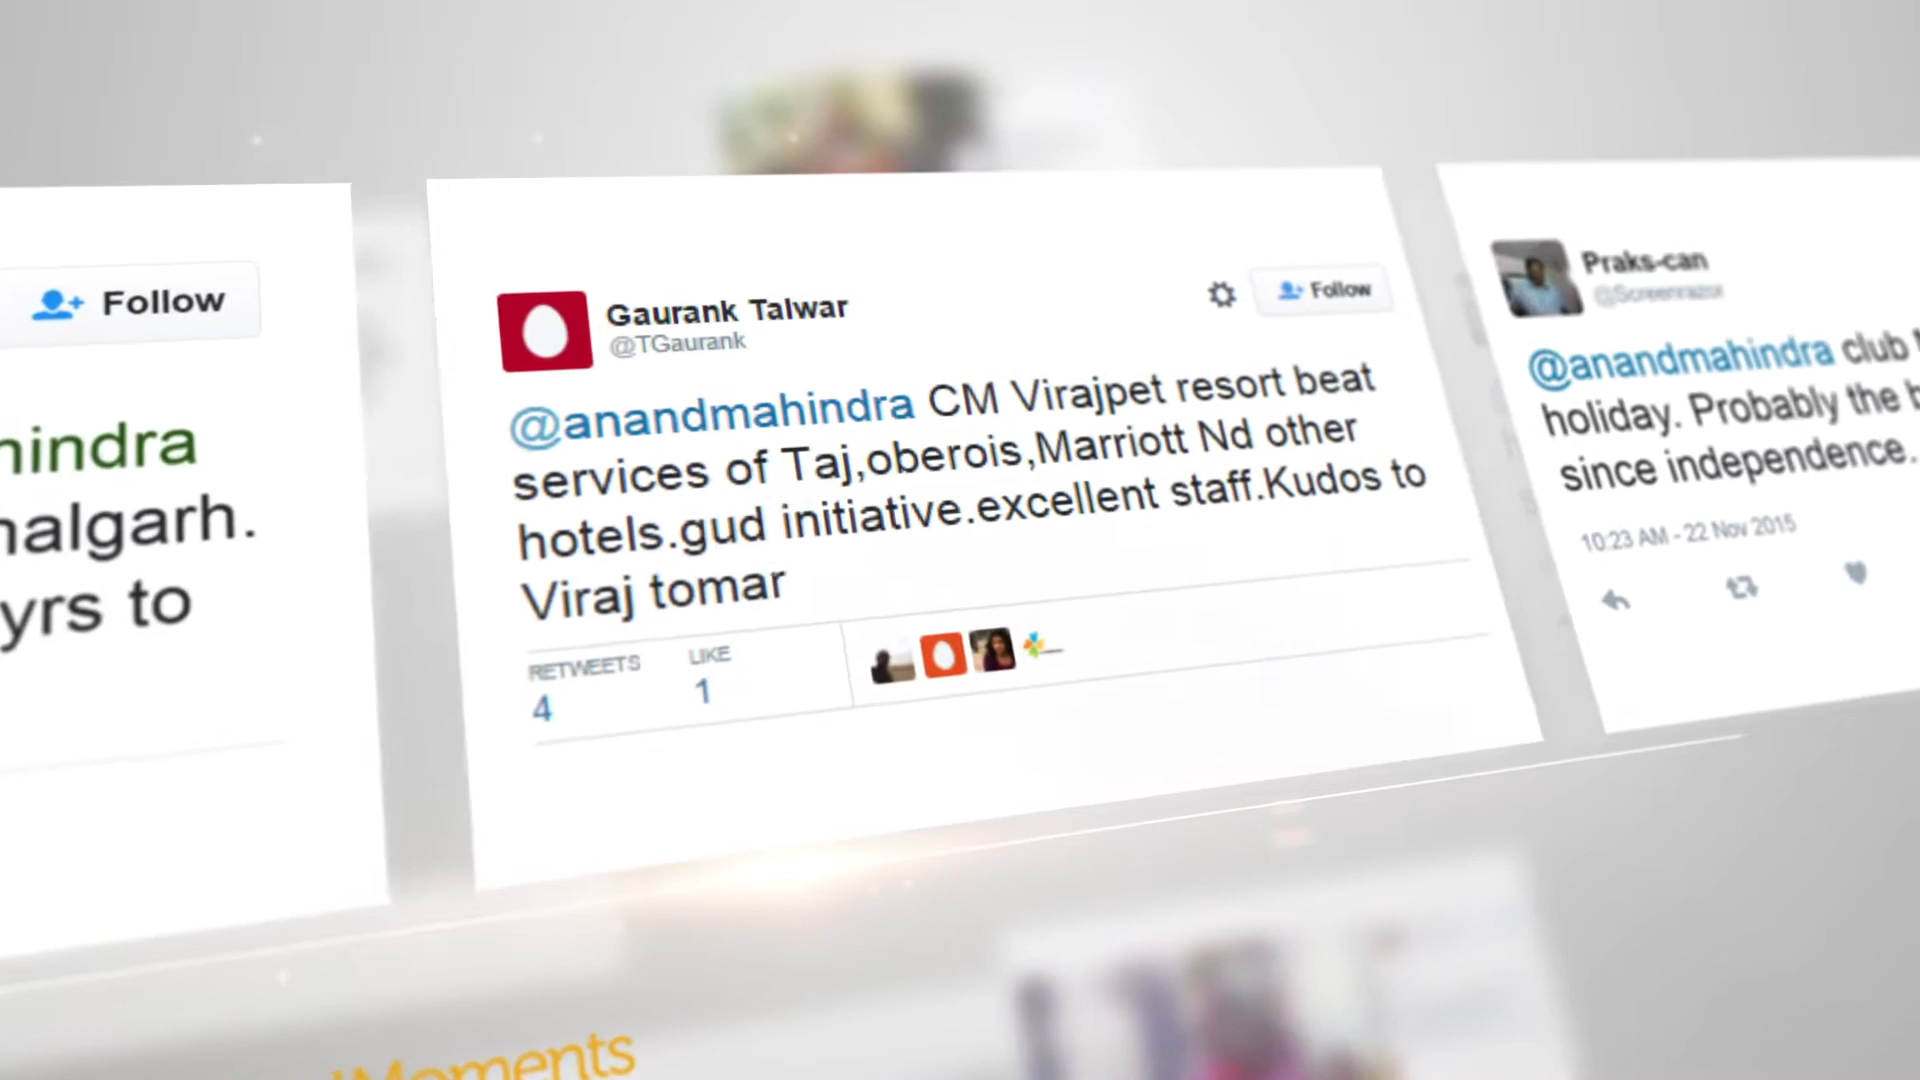 Follow
hindra
nalgarh.
yrs to
Gaurank Talwar
@TGaurank
Follow
@anandmahindra CM Virajpet resort beat
services of Taj,oberois,Marriott Nd other
hotels.gud initiative.excellent staff.Kudos to
Viraj tomar
RETWEETS
LIKE
4
1
Praks-can
@Screenrazor
@anandmahindra club
holiday. Probably the b
since independence.
10:23 AM - 22 Nov 2015
Moments